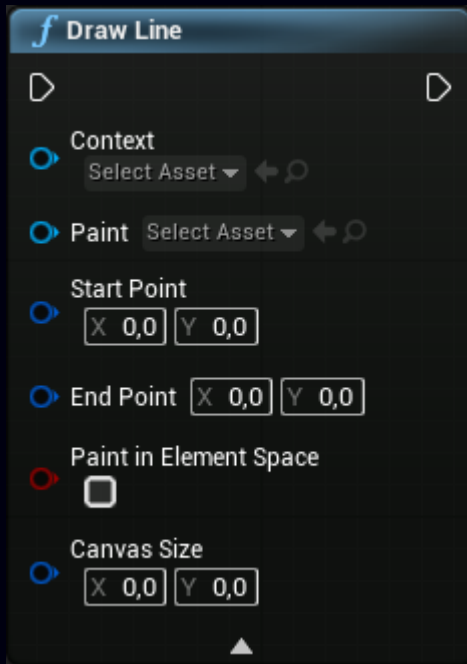 f Draw Line
Context
Select Asset
Paint Select Asset
Start Point
X 0,0 Y 0,0
End Point X 0,0 Y 0,0
Paint in Element Space
Canvas Size
X 0,0 Y 0,0